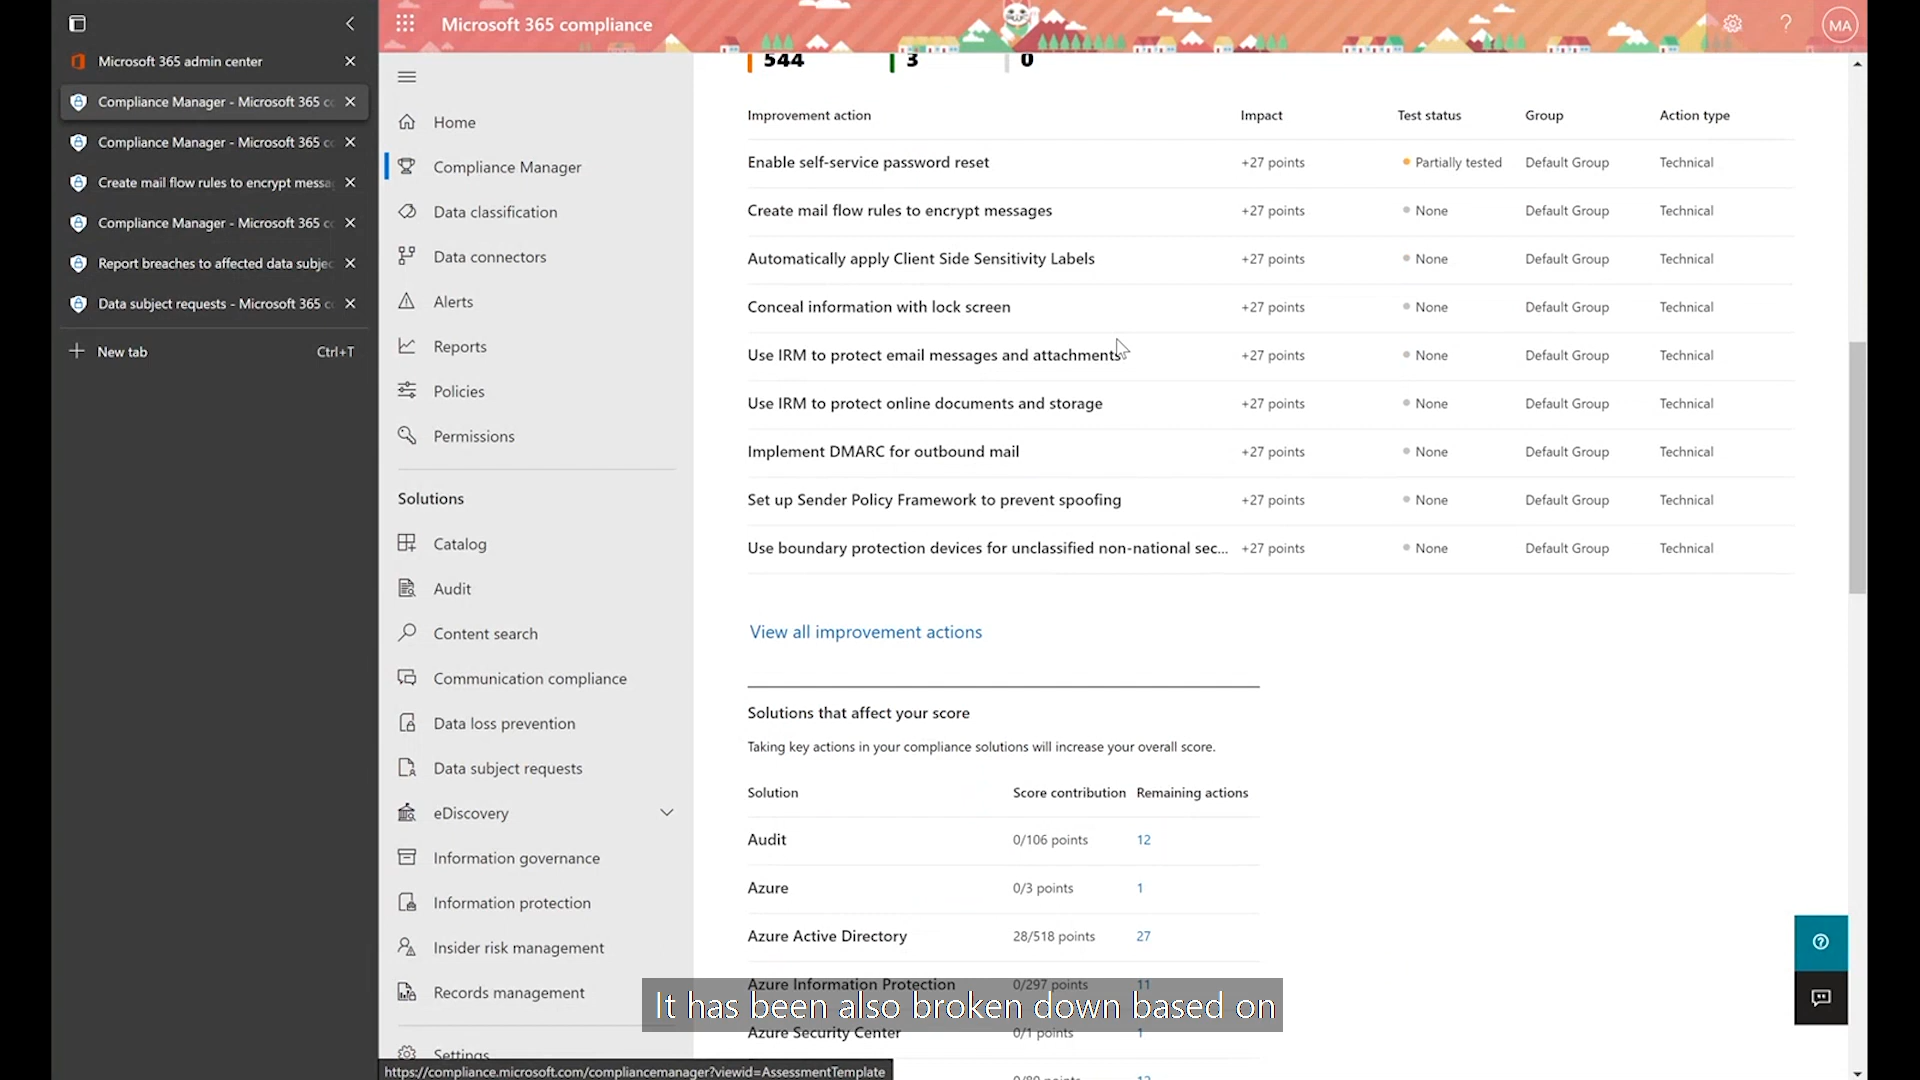 Microsoft 365 compliance
MA
Microsoft 365 admin center
Compliance Manager - Microsoft 365 co
Compliance Manager - Microsoft 365 co
Create mail flow rules to encrypt messa
Compliance Manager - Microsoft 365 co
Report breaches to affected data subjec
Data subject requests - Microsoft 365 co
New tab Ctrl+T
Home
Compliance Manager
Data classification
Data connectors
Alerts
Reports
Policies
Permissions
Solutions
Catalog
Audit
Content search
Communication compliance
Data loss prevention
Data subject requests
eDiscovery
Information governance
Information protection
Insider risk management
Records management
Settings
544 3 0
Improvement action Impact Test status Group Action type
Enable self-service password reset +27 points Partially tested Default Group Technical
Create mail flow rules to encrypt messages +27 points None Default Group Technical
Automatically apply Client Side Sensitivity Labels +27 points None Default Group Technical
Conceal information with lock screen +27 points None Default Group Technical
Use IRM to protect email messages and attachments +27 points None Default Group Technical
Use IRM to protect online documents and storage +27 points None Default Group Technical
Implement DMARC for outbound mail +27 points None Default Group Technical
Set up Sender Policy Framework to prevent spoofing +27 points None Default Group Technical
Use boundary protection devices for unclassified non-national sec... +27 points None Default Group Technical
View all improvement actions
Solutions that affect your score
Taking key actions in your compliance solutions will increase your overall score.
Solution Score contribution Remaining actions
Audit 0/106 points 12
Azure 0/3 points 1
Azure Active Directory 28/518 points 27
Azure Information Protection 0/297 points 11
It has been also broken down based on
Azure Security Center 0/1 points 1
0/80 points 12
https://compliance.microsoft.com/compliancemanager?viewid=AssessmentTemplate